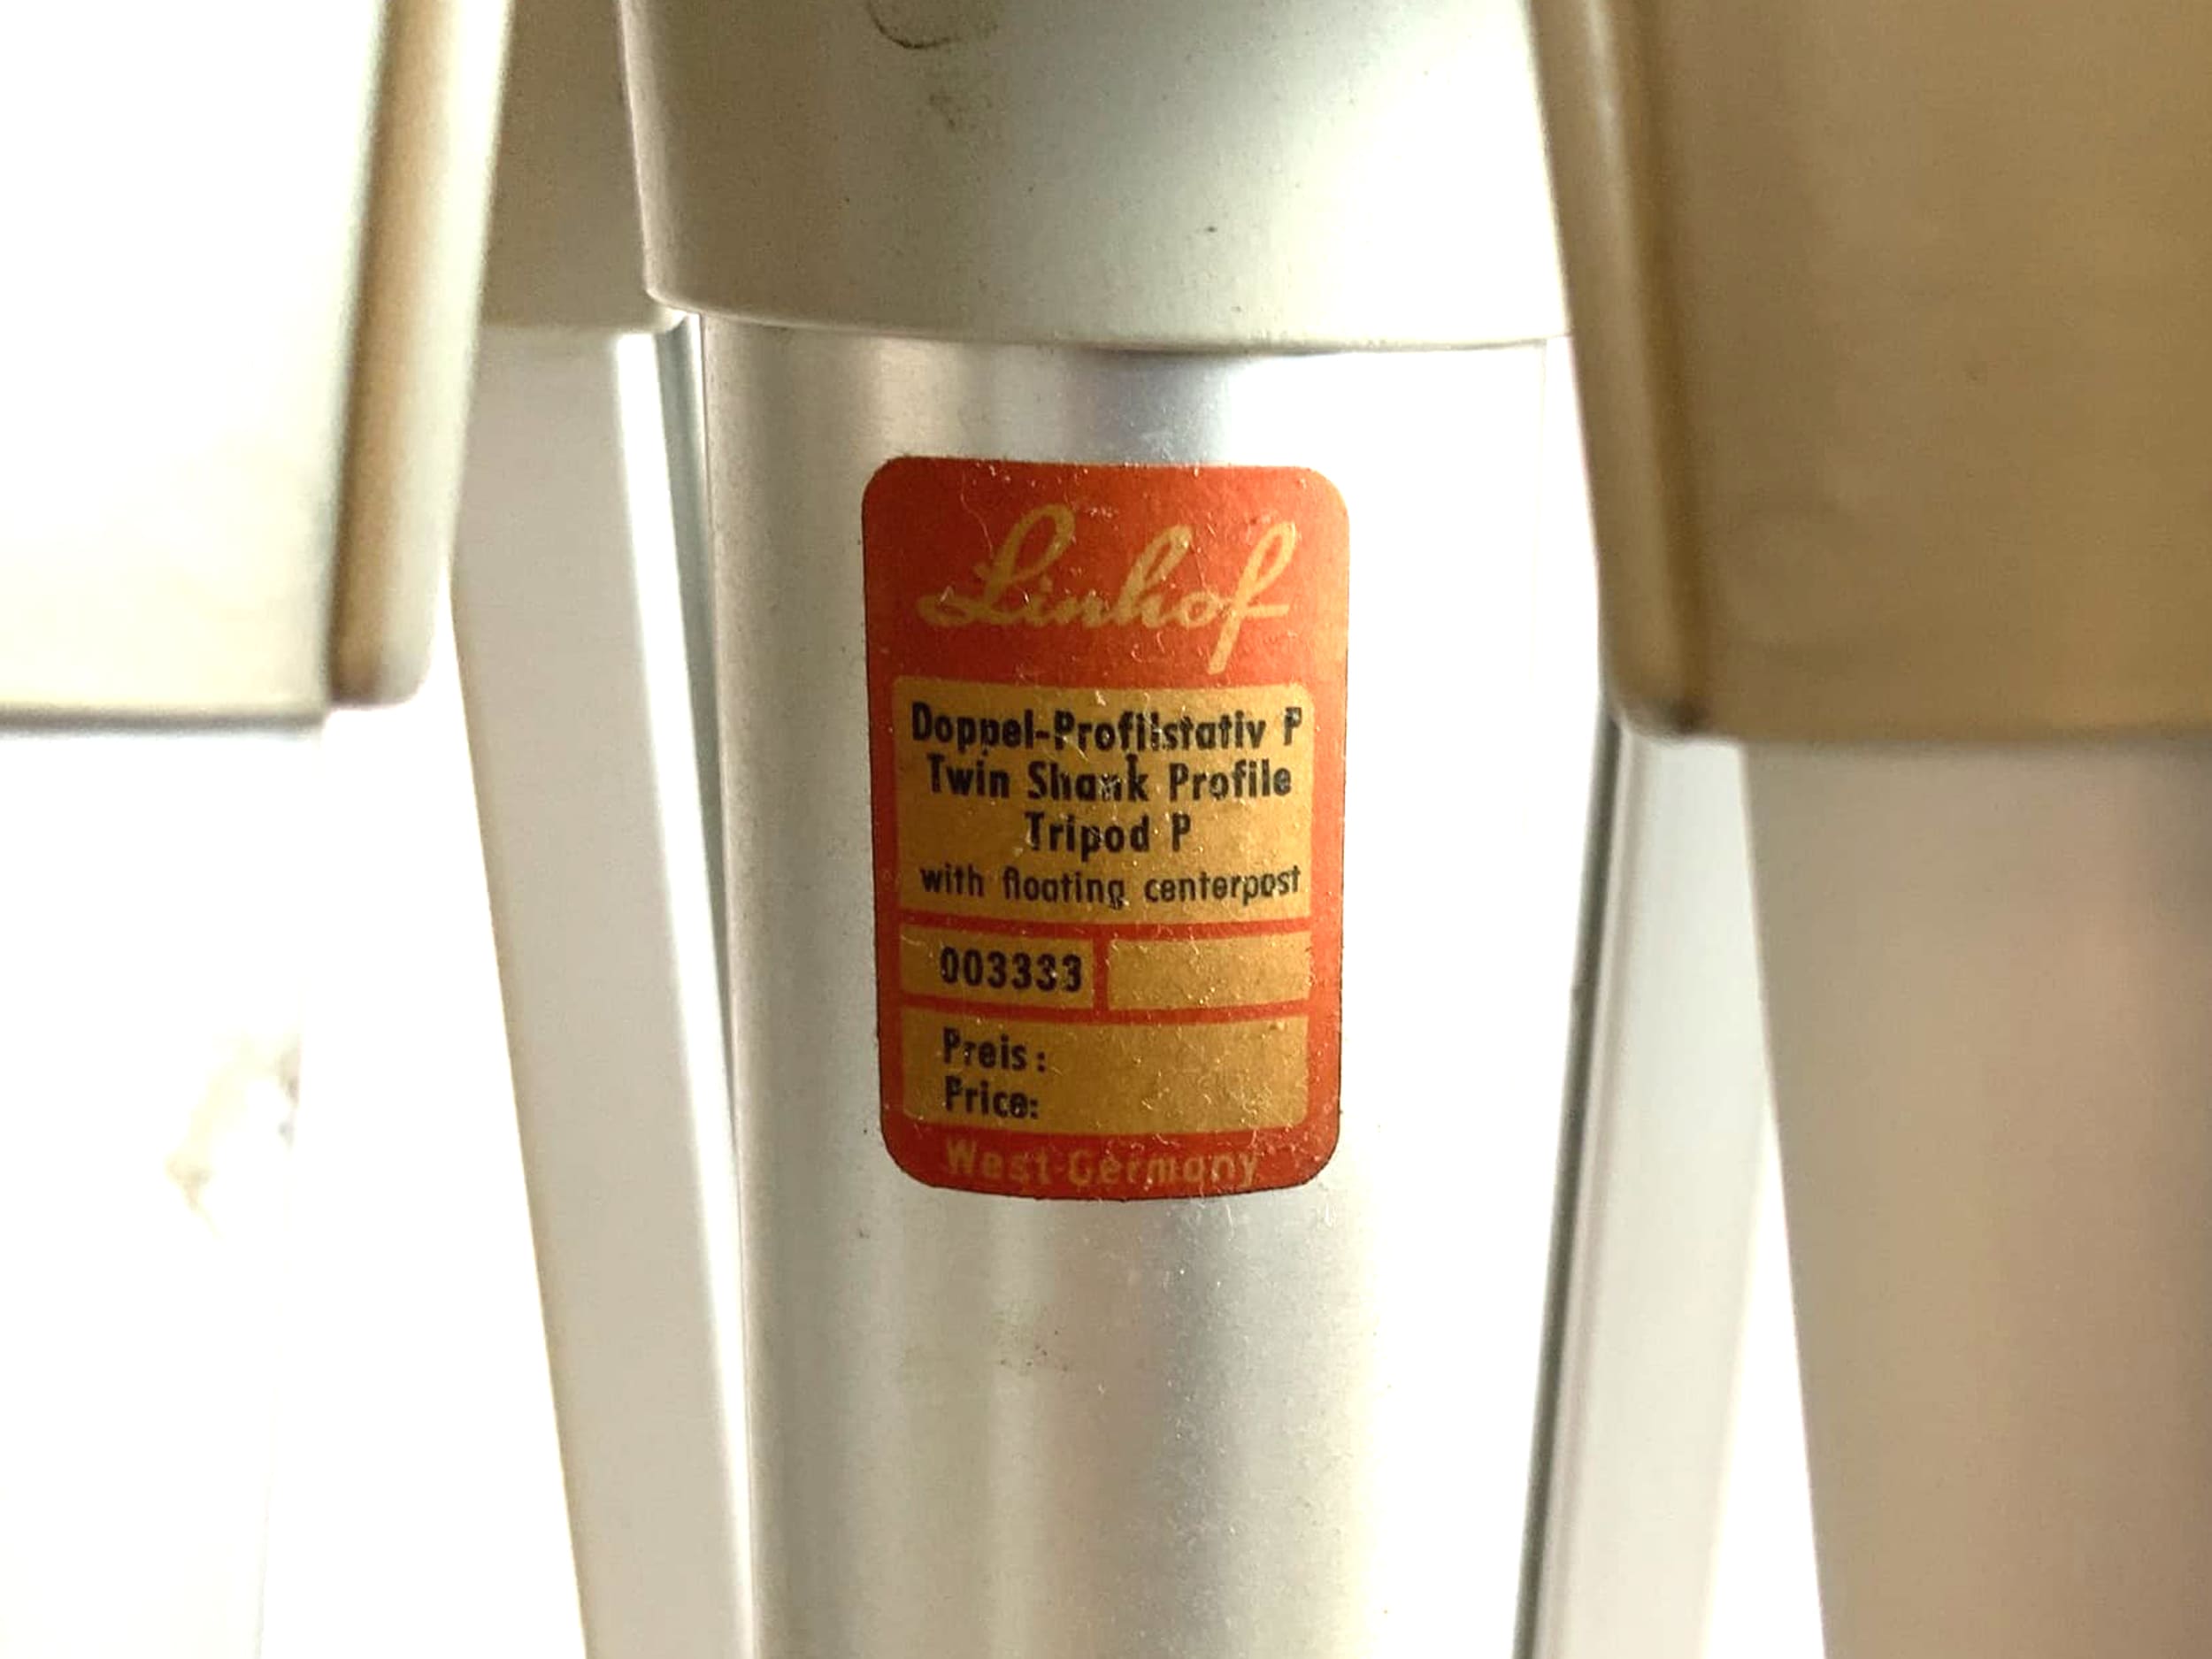 Linhof
Doppel-Profilstativ P
Twin Shank Profile
Tripod P
with floating centerpost
003333
Preis:
Price:
West-Germany